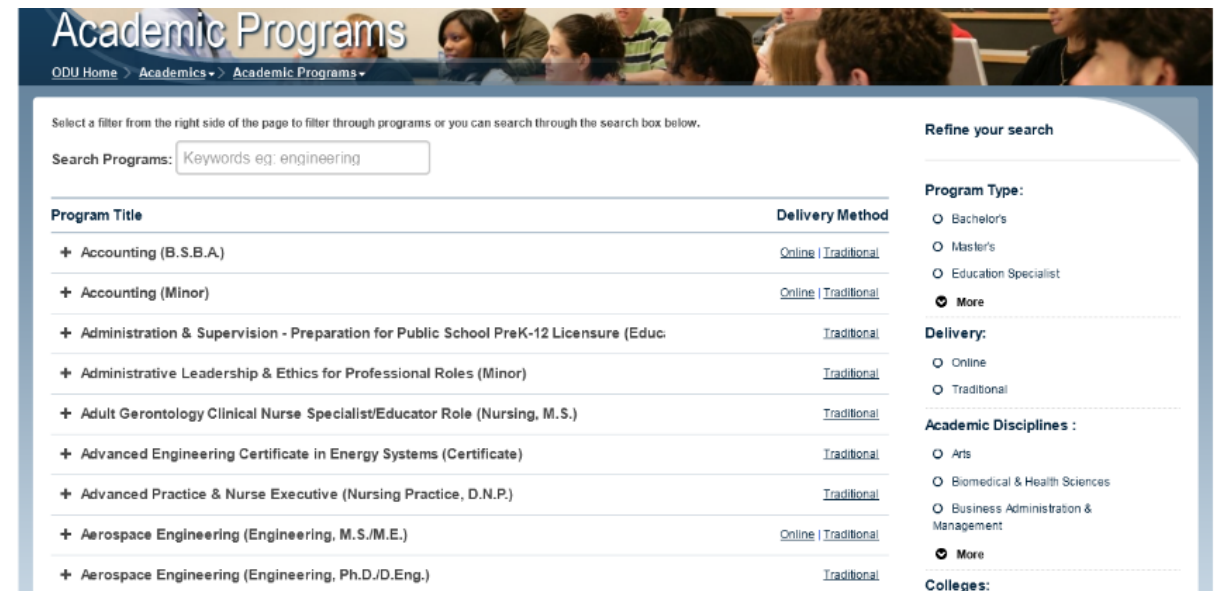 Academic Programs
ODU Home > Academics > Academic Programs
Select a filter from the right side of the page to filter through programs or you can search through the search box below.
Search Programs: Keywords eg: engineering
Program Title Delivery Method
Accounting (B.S.B.A.) Online | Traditional
Accounting (Minor) Online | Traditional
Administration & Supervision - Preparation for Public School PreK-12 Licensure (Educ Traditional
Administrative Leadership & Ethics for Professional Roles (Minor) Traditional
Adult Gerontology Clinical Nurse Specialist/Educator Role (Nursing, M.S.) Traditional
Advanced Engineering Certificate in Energy Systems (Certificate) Traditional
Advanced Practice & Nurse Executive (Nursing Practice, D.N.P.) Traditional
Aerospace Engineering (Engineering, M.S./M.E.) Online | Traditional
Aerospace Engineering (Engineering, Ph.D./D.Eng.) Traditional
Refine your search
Program Type:
Bachelor's
Master's
Education Specialist
More
Delivery:
Online
Traditional
Academic Disciplines :
Arts
Biomedical & Health Sciences
Business Administration &
Management
More
Colleges: